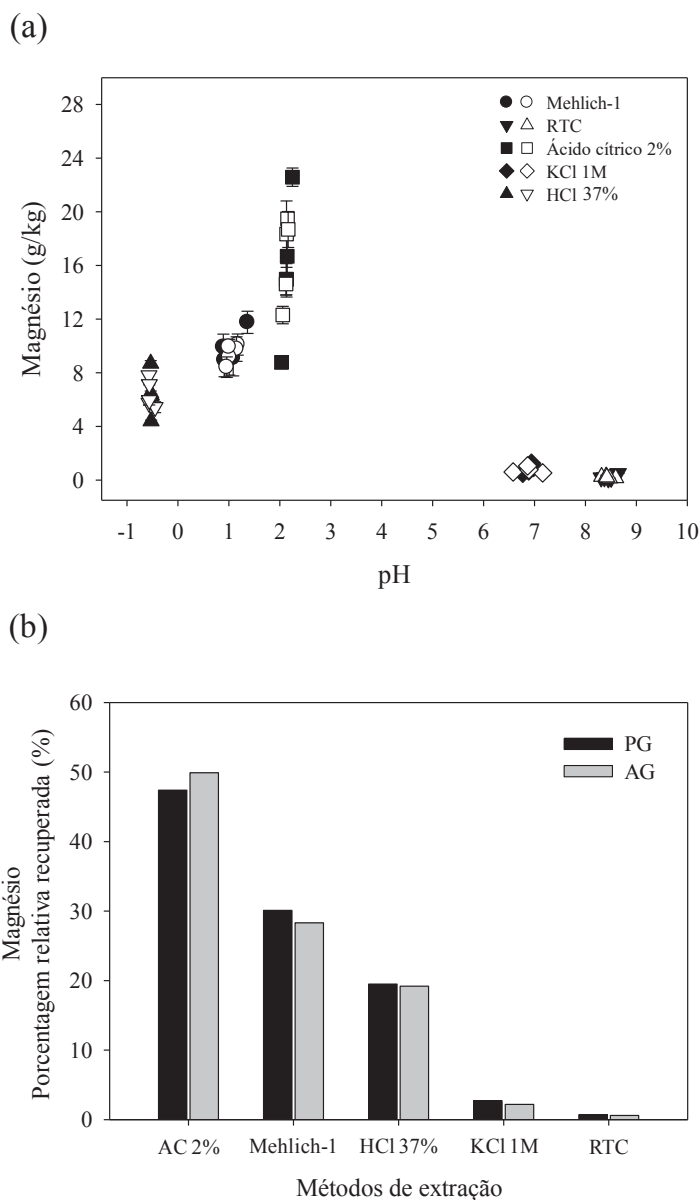 (a)
28
24
20
16
12
8
4
0
Magnésio (g/kg)
Mehlich-1
RTC
Ácido cítrico 2%
KCl 1M
HCl 37%
-1 0 1 2 3 4 5 6 7 8 9 10
pH
(b)
60
50
40
30
20
10
0
Magnésio
Porcentagem relativa recuperada (%)
PG
AG
AC 2% Mehlich-1 HCl 37% KCl 1M RTC
Métodos de extração